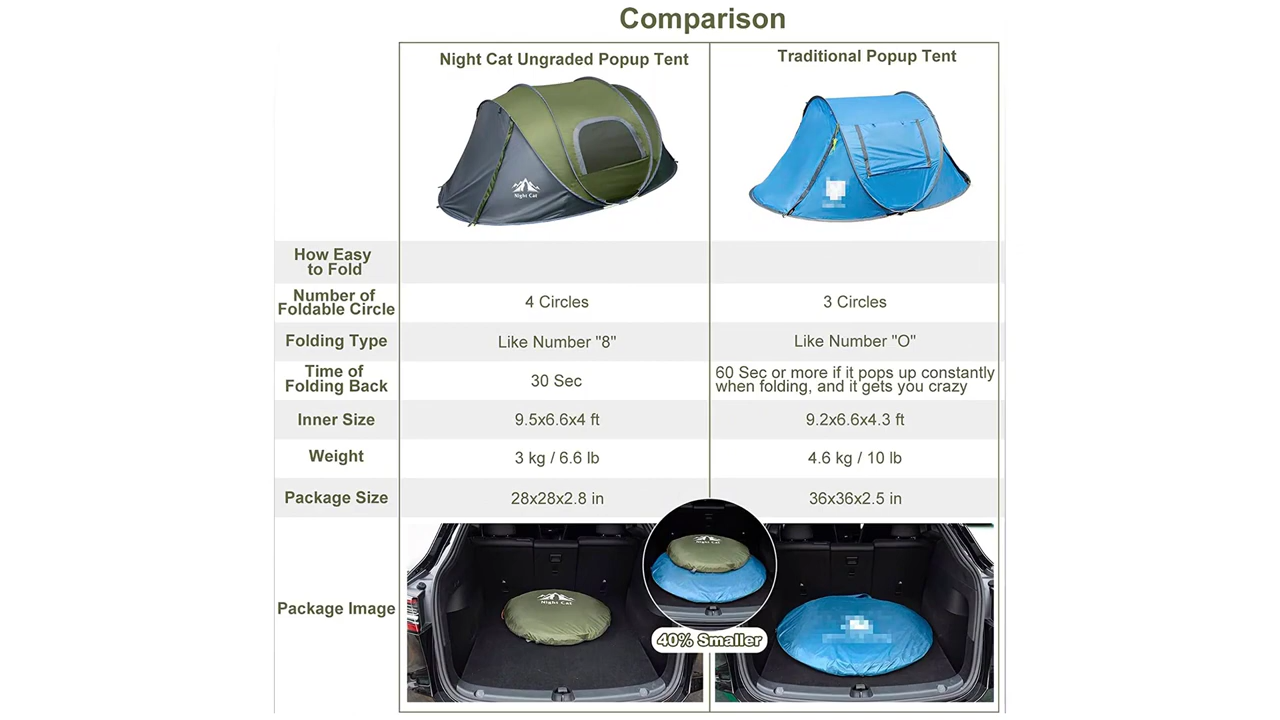 Comparison
Night Cat Ungraded Popup Tent
Traditional Popup Tent
Night Cat
How Easy
to Fold
Number of
Foldable Circle
4 Circles
3 Circles
Folding Type
Like Number "8"
Like Number "O"
Time of
Folding Back
30 Sec
60 Sec or more if it pops up constantly
when folding, and it gets you crazy
Inner Size
9.5x6.6x4 ft
9.2x6.6x4.3 ft
Weight
3 kg / 6.6 lb
4.6 kg / 10 lb
Package Size
28x28x2.8 in
36x36x2.5 in
Package Image
Night Cat
Night Cat
40% Smaller